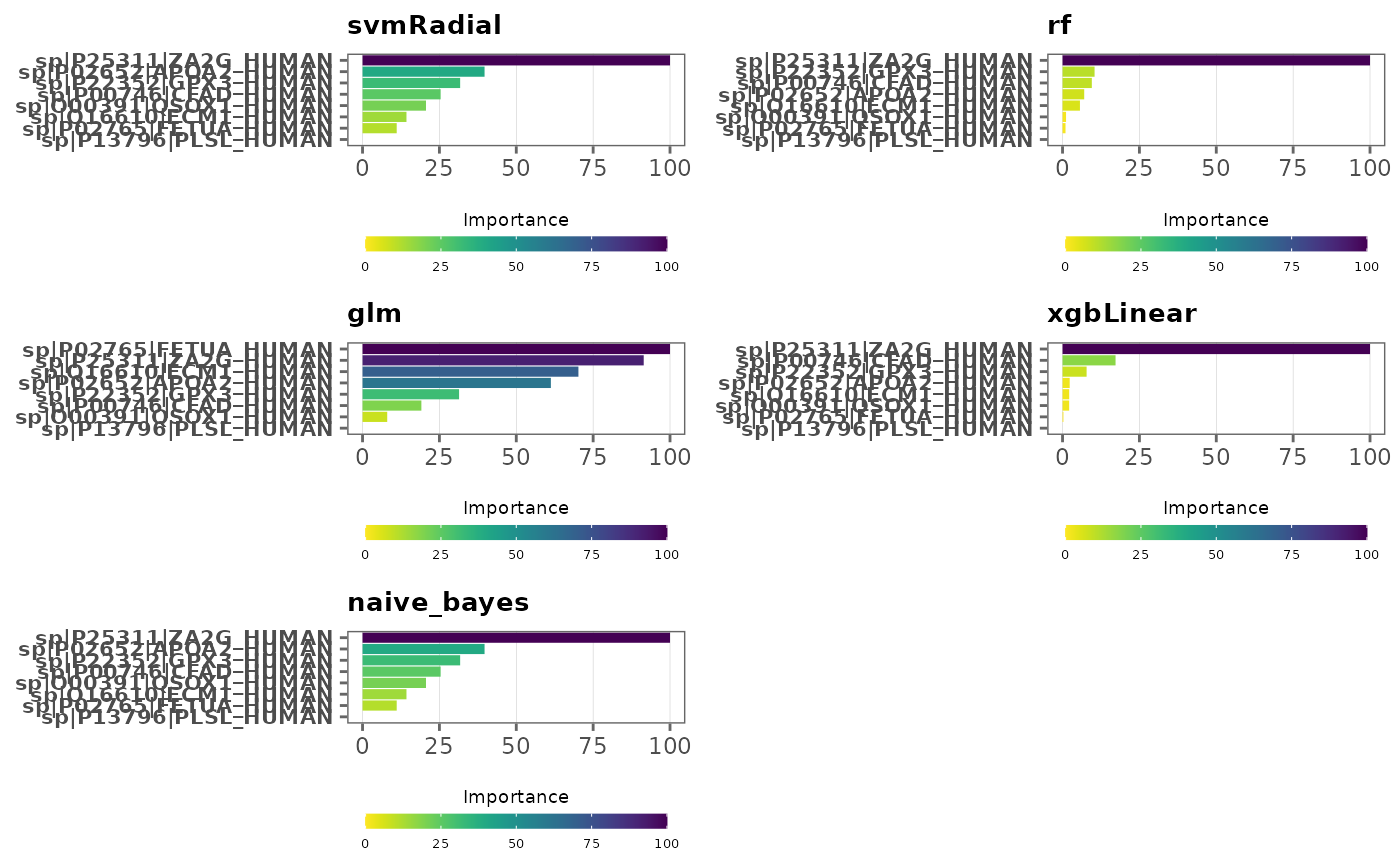 svmRadial
sp|P25311|ZA2G_HUMAN
sp|P02652|APOA2_HUMAN
sp|P22352|GPX3_HUMAN
sp|P00746|CFAD_HUMAN
sp|O00391|QSOX1_HUMAN
sp|Q16610|ECM1_HUMAN
sp|P02765|FETUA_HUMAN
sp|P13796|PLSL_HUMAN
0 25 50 75 100
Importance
0 25 50 75 100
rf
sp|P25311|ZA2G_HUMAN
sp|P22352|GPX3_HUMAN
sp|P00746|CFAD_HUMAN
sp|P02652|APOA2_HUMAN
sp|Q16610|ECM1_HUMAN
sp|O00391|QSOX1_HUMAN
sp|P02765|FETUA_HUMAN
sp|P13796|PLSL_HUMAN
0 25 50 75 100
Importance
0 25 50 75 100
glm
sp|P02765|FETUA_HUMAN
sp|P25311|ZA2G_HUMAN
sp|Q16610|ECM1_HUMAN
sp|P02652|APOA2_HUMAN
sp|P22352|GPX3_HUMAN
sp|P00746|CFAD_HUMAN
sp|O00391|QSOX1_HUMAN
sp|P13796|PLSL_HUMAN
0 25 50 75 100
Importance
0 25 50 75 100
xgbLinear
sp|P25311|ZA2G_HUMAN
sp|P00746|CFAD_HUMAN
sp|P22352|GPX3_HUMAN
sp|P02652|APOA2_HUMAN
sp|Q16610|ECM1_HUMAN
sp|O00391|QSOX1_HUMAN
sp|P02765|FETUA_HUMAN
sp|P13796|PLSL_HUMAN
0 25 50 75 100
Importance
0 25 50 75 100
naive_bayes
sp|P25311|ZA2G_HUMAN
sp|P02652|APOA2_HUMAN
sp|P22352|GPX3_HUMAN
sp|P00746|CFAD_HUMAN
sp|O00391|QSOX1_HUMAN
sp|Q16610|ECM1_HUMAN
sp|P02765|FETUA_HUMAN
sp|P13796|PLSL_HUMAN
0 25 50 75 100
Importance
0 25 50 75 100